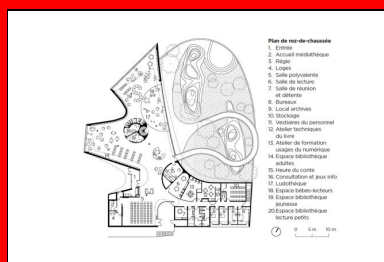 Plan de rez-de-chaussée
1. Entrée
2. Accueil médiathèque
3. Régie
4. Loges
5. Salle polyvalente
6. Salle de lecture
7. Salle de réunion
et détente
8. Bureaux
9. Local archives
10. Stockage
11. Vestiaires du personnel
12. Atelier techniques
du livre
13. Atelier de formation
usages du numérique
14. Espace bibliothèque
adultes
15. Heure du conte
16. Consultation et jeux info
17. Ludothèque
18. Espace bébés-lecteurs
19. Espace bibliothèque
jeunesse
20. Espace bibliothèque
lecture petits
0 5 m 10 m